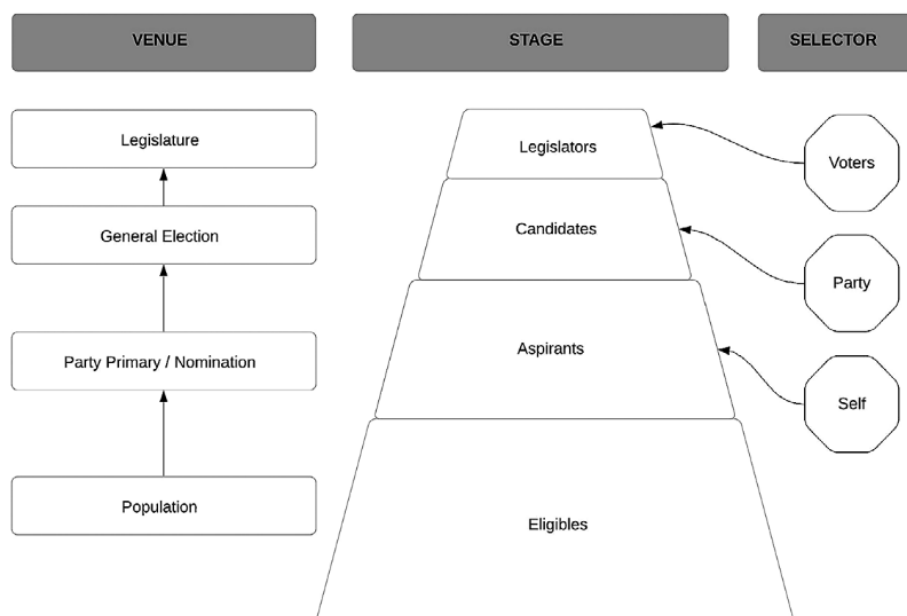 VENUE
STAGE
SELECTOR
Legislature
Legislators
Voters
General Election
Candidates
Party
Party Primary / Nomination
Aspirants
Self
Population
Eligibles